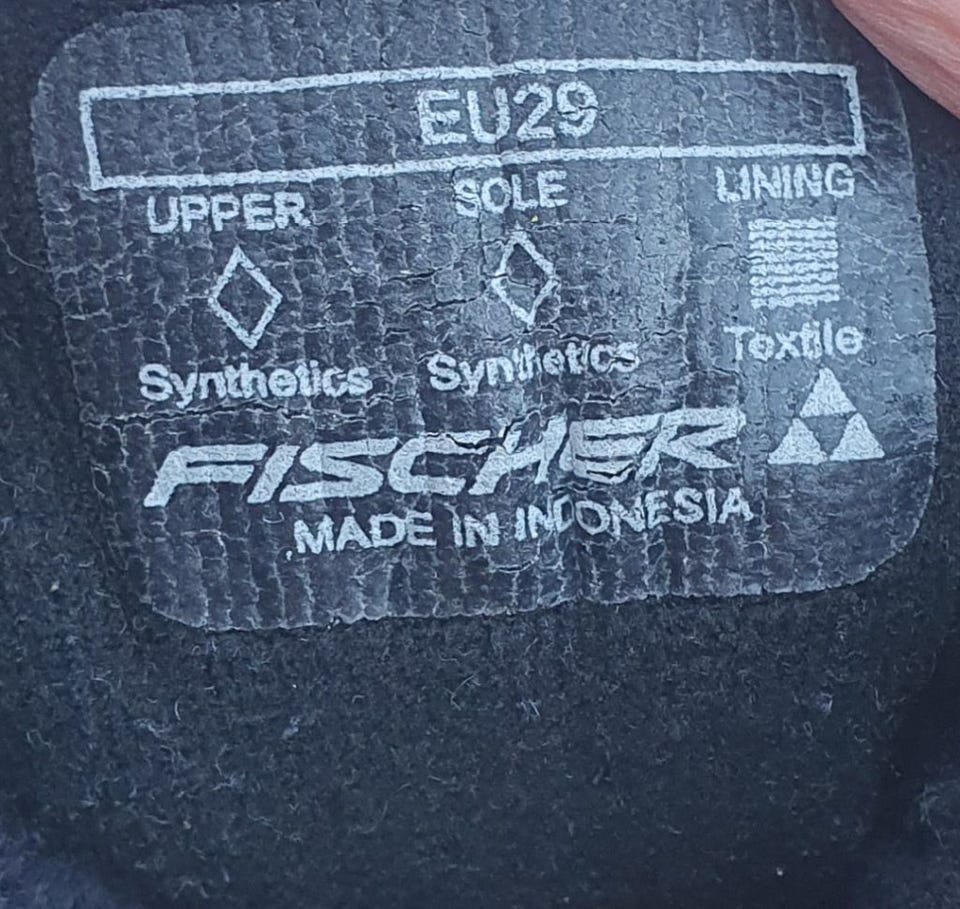 EU29
UPPER SOLE LINING
Synthetics Synthetics Textile
FISCHER
MADE IN INDONESIA